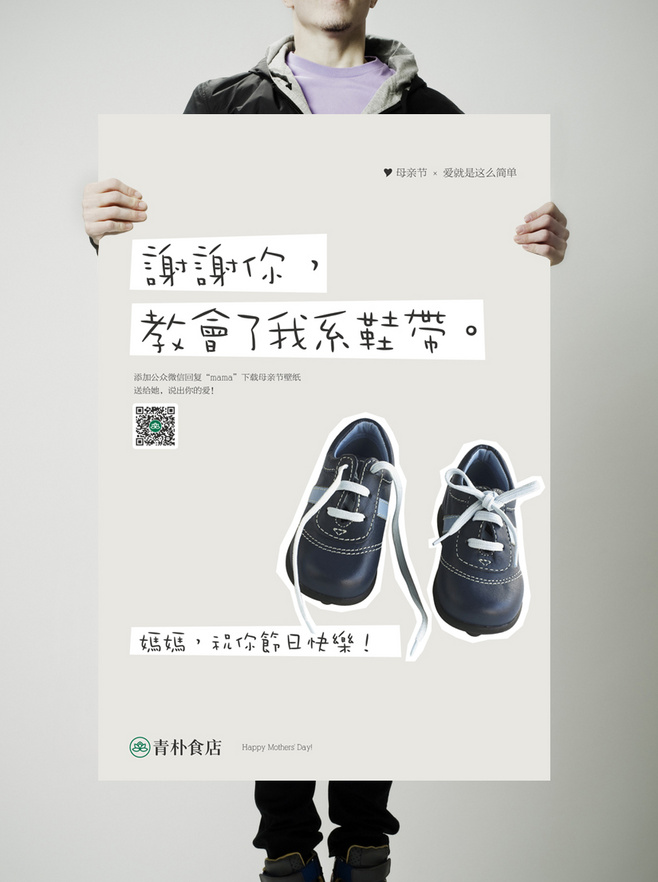 ♥ 母亲节 × 爱就是这么简单
謝謝你，
教會了我系鞋帶。
添加公众微信回复“mama”下载母亲节壁纸
送给她，说出你的爱！
媽媽，祝你節日快樂！
青朴食店
Happy Mothers' Day!